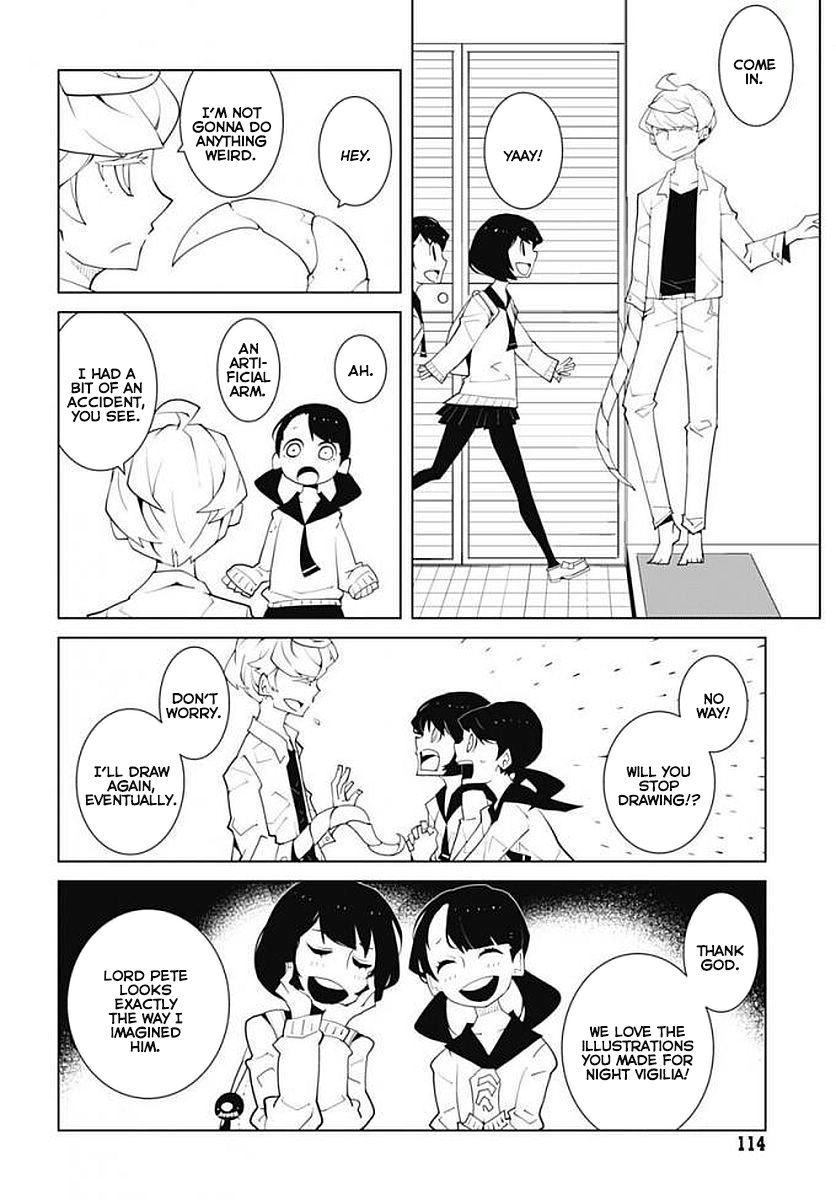 COME
IN.
YAAY!
HEY.
I'M NOT
GONNA DO
ANYTHING
WEIRD.
AH.
AN
ARTI-
FICIAL
ARM.
I HAD A
BIT OF AN
ACCIDENT,
YOU SEE.
NO
WAY!
WILL YOU
STOP
DRAWING!?
DON'T
WORRY.
I'LL DRAW
AGAIN,
EVENTUALLY.
THANK
GOD.
WE LOVE THE
ILLUSTRATIONS
YOU MADE FOR
NIGHT VIGILIA!
LORD PETE
LOOKS
EXACTLY
THE WAY I
IMAGINED
HIM.
114